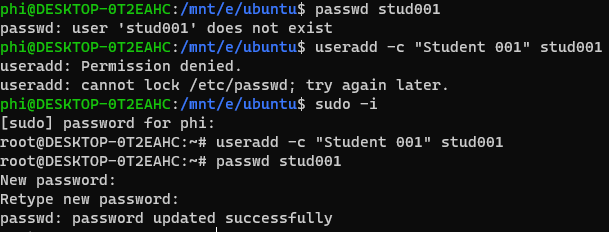 phi@DESKTOP-0T2EAHC:/mnt/e/ubuntu$ passwd stud001
passwd: user 'stud001' does not exist
phi@DESKTOP-0T2EAHC:/mnt/e/ubuntu$ useradd -c "Student 001" stud001
useradd: Permission denied.
useradd: cannot lock /etc/passwd; try again later.
phi@DESKTOP-0T2EAHC:/mnt/e/ubuntu$ sudo -i
[sudo] password for phi:
root@DESKTOP-0T2EAHC:~# useradd -c "Student 001" stud001
root@DESKTOP-0T2EAHC:~# passwd stud001
New password:
Retype new password:
passwd: password updated successfully